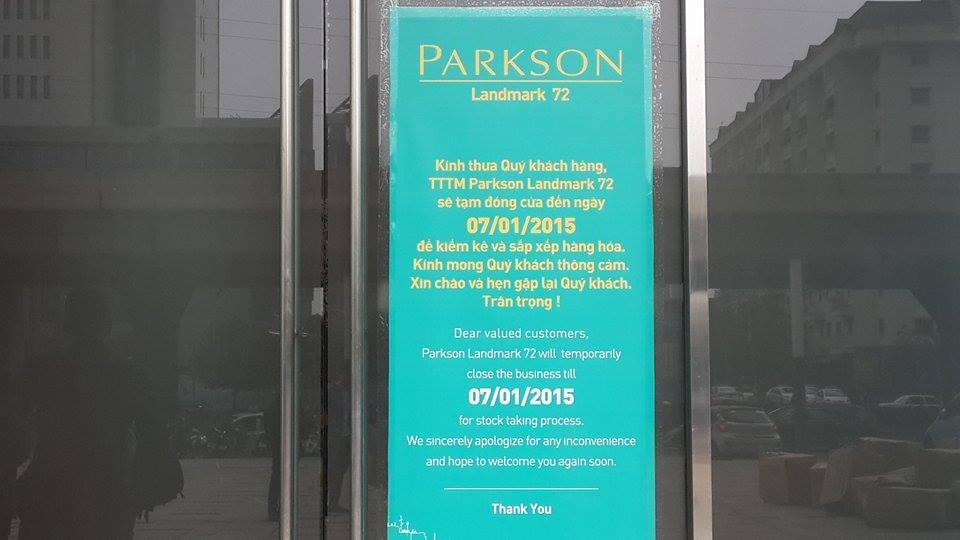 PARKSON
Landmark 72
Kính thưa Quý khách hàng,
TTTM Parkson Landmark 72
sẽ tạm đóng cửa đến ngày
07/01/2015
để kiểm kê và sắp xếp hàng hóa.
Kính mong Quý khách thông cảm.
Xin chào và hẹn gặp lại Quý khách.
Trân trọng !
Dear valued customers,
Parkson Landmark 72 will temporarily
close the business till
07/01/2015
for stock taking process.
We sincerely apologize for any inconvenience
and hope to welcome you again soon.
Thank You